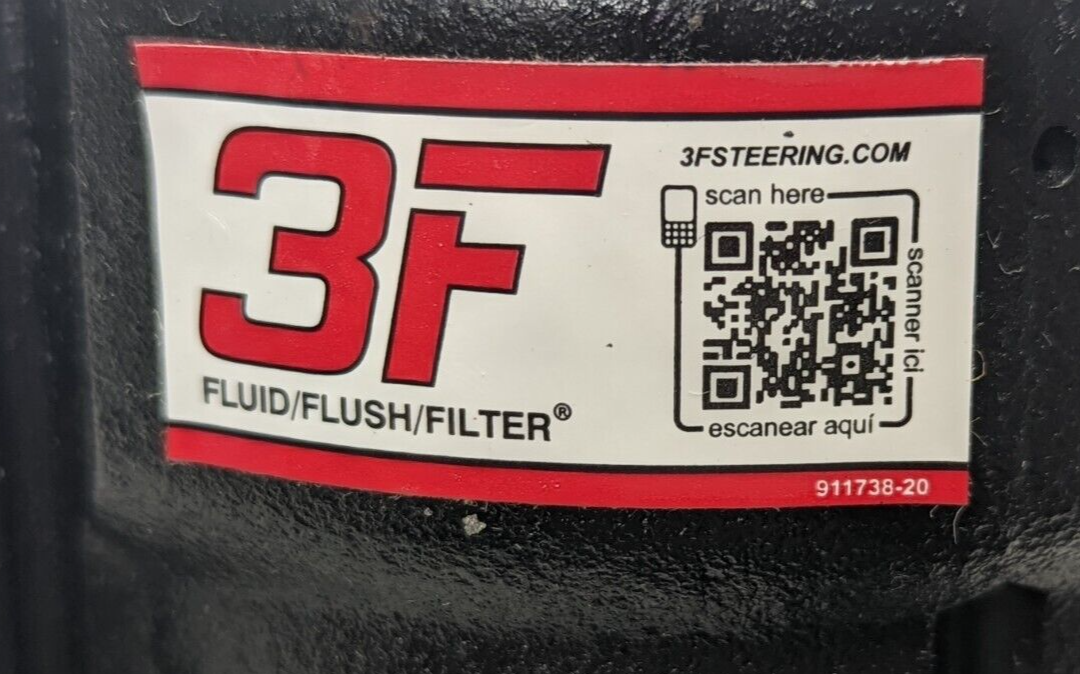 3F
FLUID/FLUSH/FILTER®
3FSTEERING.COM
scan here
scanner ici
escanear aquí
911738-20